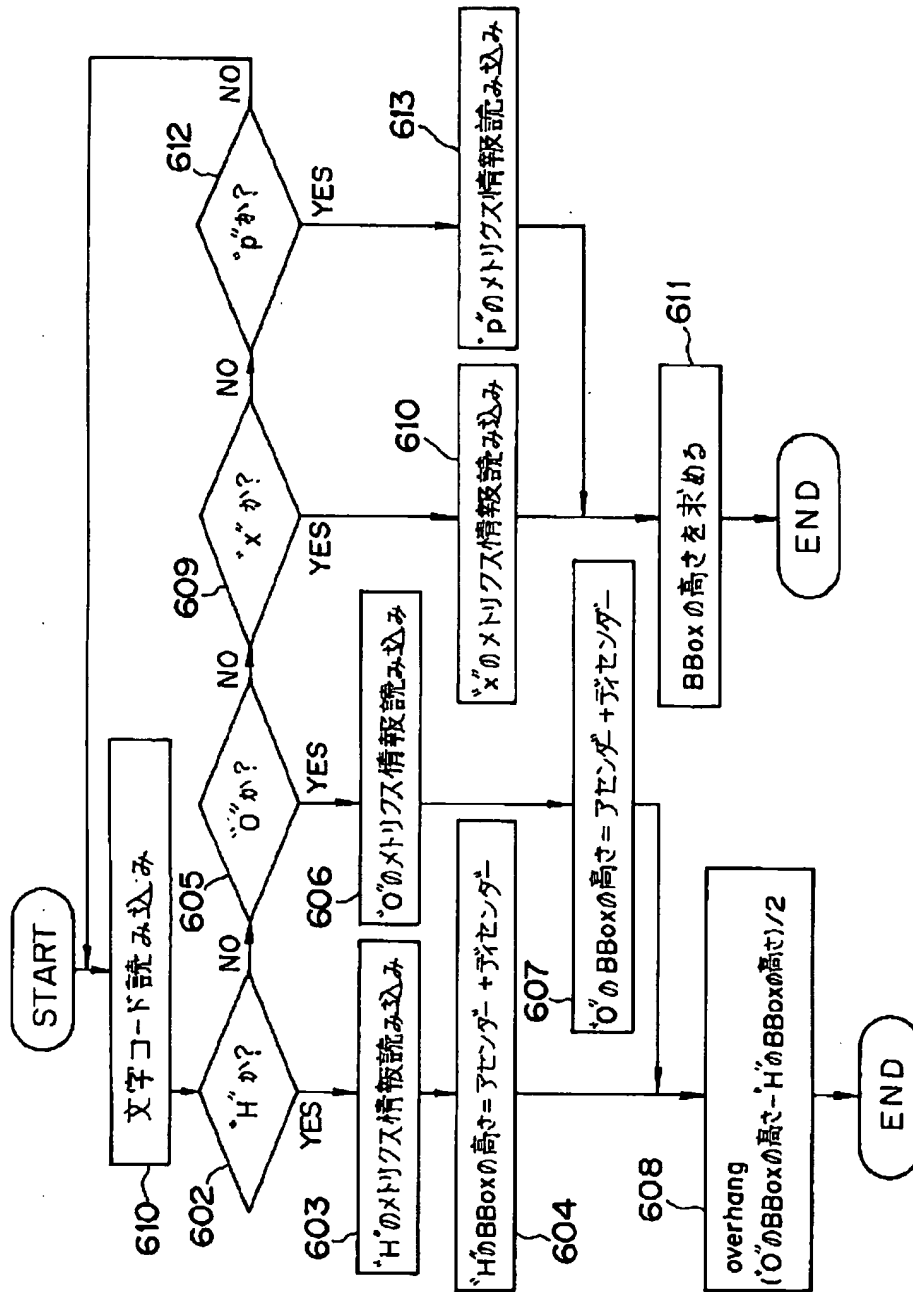 START
文字コード読み込み
610
"H"か?
602
NO
YES
"O"か?
605
NO
YES
"x"か?
609
NO
YES
"p"か?
612
NO
YES
"H"のメトリクス情報読み込み
603
"O"のメトリクス情報読み込み
606
"x"のメトリクス情報読み込み
610
"p"のメトリクス情報読み込み
613
"H"のBBoxの高さ=アセンダー+ディセンダー
604
"O"のBBoxの高さ=アセンダー+ディセンダー
607
BBoxの高さを求める
611
overhang
("O"のBBoxの高さ-"H"のBBoxの高さ)/2
608
END
END